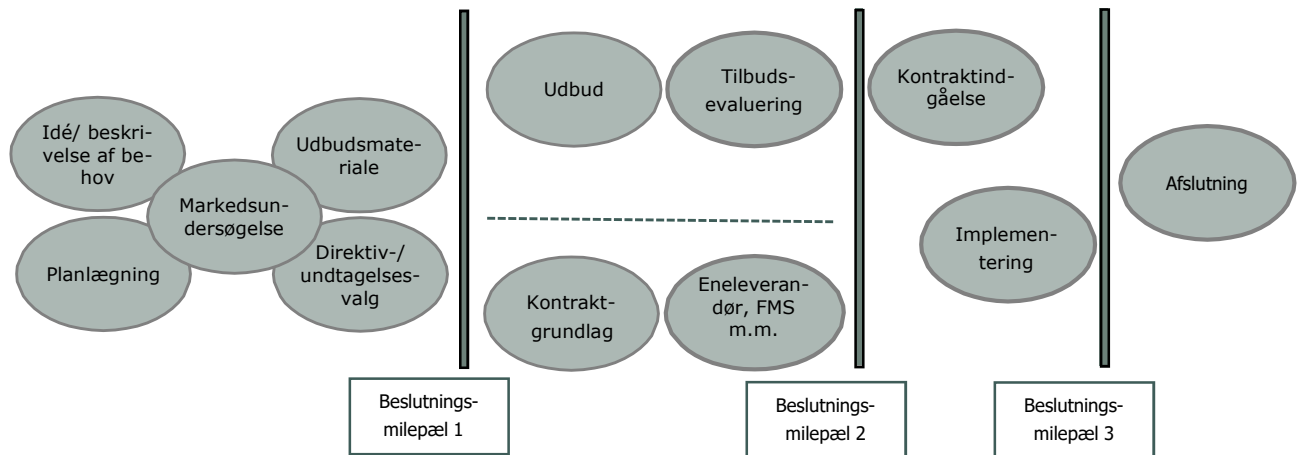 Idé/ beskri-
velse af be-
hov
Planlægning
Markedsun-
dersøgelse
Udbudsmate-
riale
Direktiv-/
undtagelses-
valg
Udbud
Tilbuds-
evaluering
Kontrakt-
grundlag
Eneleveran-
dør, FMS
m.m.
Kontraktind-
gåelse
Implemen-
tering
Afslutning
Beslutnings-
milepæl 1
Beslutnings-
milepæl 2
Beslutnings-
milepæl 3